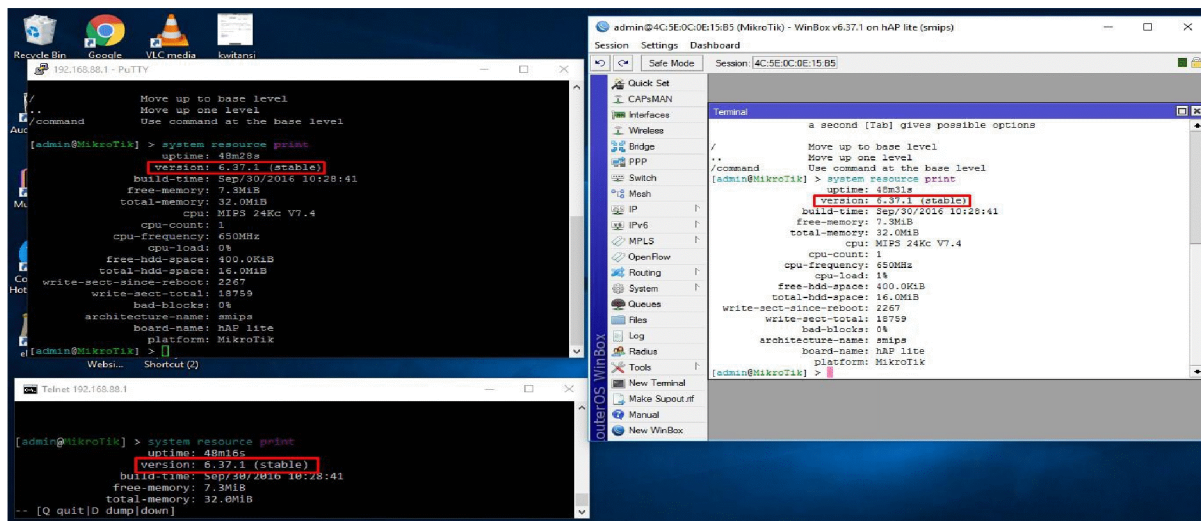 Recycle Bin
Google
VLC media
kwitansi
192.168.88.1 - PuTTY
/ Move up to base level
.. Move up one level
/command Use command at the base level
[admin@MikroTik] > system resource print
uptime: 48m28s
version: 6.37.1 (stable)
build-time: Sep/30/2016 10:28:41
free-memory: 7.3MiB
total-memory: 32.0MiB
cpu: MIPS 24Kc V7.4
cpu-count: 1
cpu-frequency: 650MHz
cpu-load: 0%
free-hdd-space: 400.0KiB
total-hdd-space: 16.0MiB
write-sect-since-reboot: 2267
write-sect-total: 18759
bad-blocks: 0%
architecture-name: smips
board-name: hAP lite
platform: MikroTik
[admin@MikroTik] >
Websi...
Shortcut (2)
Telnet 192.168.88.1
[admin@MikroTik] > system resource print
uptime: 48m16s
version: 6.37.1 (stable)
build-time: Sep/30/2016 10:28:41
free-memory: 7.3MiB
total-memory: 32.0MiB
-- [Q quit|D dump|down]
admin@4C:5E:0C:0E:15:B5 (MikroTik) - WinBox v6.37.1 on hAP lite (smips)
Session Settings Dashboard
Safe Mode
Session: 4C:5E:0C:0E:15:B5
Quick Set
CAPsMAN
Interfaces
Wireless
Bridge
PPP
Switch
Mesh
IP
IPv6
MPLS
OpenFlow
Routing
System
Queues
Files
Log
Radius
Tools
New Terminal
Make Supout.rif
Manual
New WinBox
outerOS WinBox
Terminal
a second [Tab] gives possible options
/ Move up to base level
.. Move up one level
/command Use command at the base level
[admin@MikroTik] > system resource print
uptime: 48m31s
version: 6.37.1 (stable)
build-time: Sep/30/2016 10:28:41
free-memory: 7.3MiB
total-memory: 32.0MiB
cpu: MIPS 24Kc V7.4
cpu-count: 1
cpu-frequency: 650MHz
cpu-load: 1%
free-hdd-space: 400.0KiB
total-hdd-space: 16.0MiB
write-sect-since-reboot: 2267
write-sect-total: 18759
bad-blocks: 0%
architecture-name: smips
board-name: hAP lite
platform: MikroTik
[admin@MikroTik] >